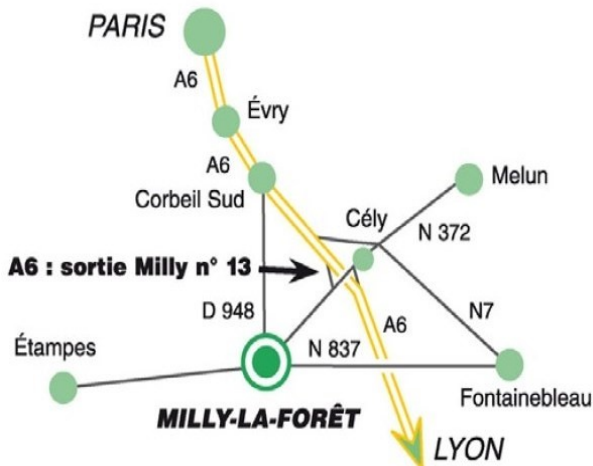 PARIS
A6
Évry
A6
Corbeil Sud
Melun
Cély
N 372
A6 : sortie Milly n° 13
D 948
A6
N7
Étampes
N 837
Fontainebleau
MILLY-LA-FORÊT
LYON